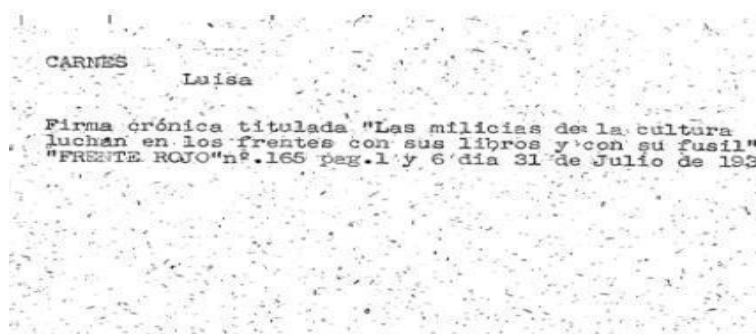 CARNES
Luisa
Firma crónica titulada "Las milicias de la cultura
luchan en los frentes con sus libros y con su fusil"
"FRENTE ROJO"nº.165 pag.1 y 6 dia 31 de Julio de 193